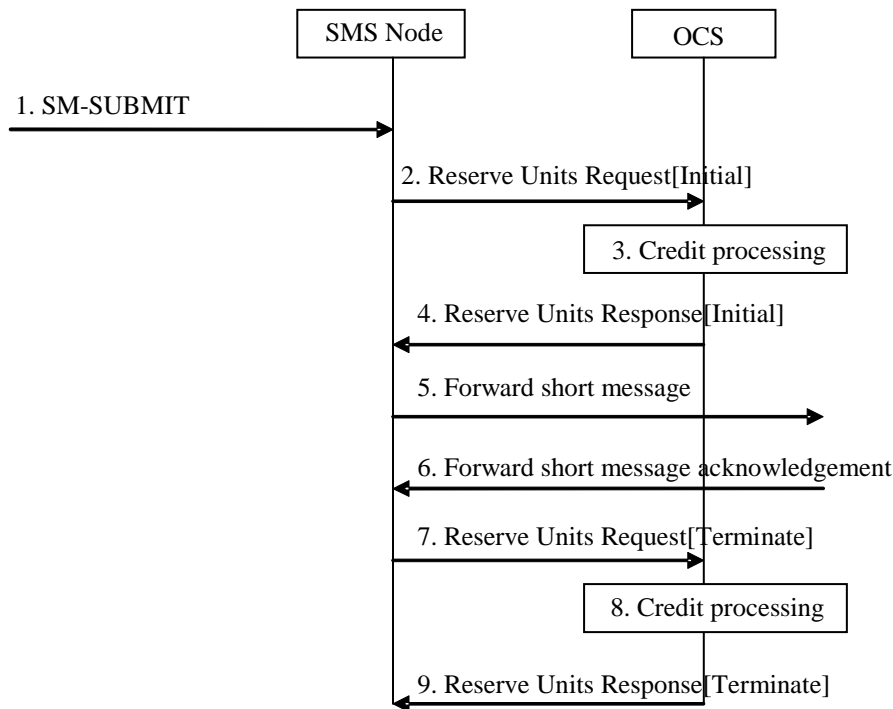 SMS Node
OCS
1. SM-SUBMIT
2. Reserve Units Request[Initial]
3. Credit processing
4. Reserve Units Response[Initial]
5. Forward short message
6. Forward short message acknowledgement
7. Reserve Units Request[Terminate]
8. Credit processing
9. Reserve Units Response[Terminate]